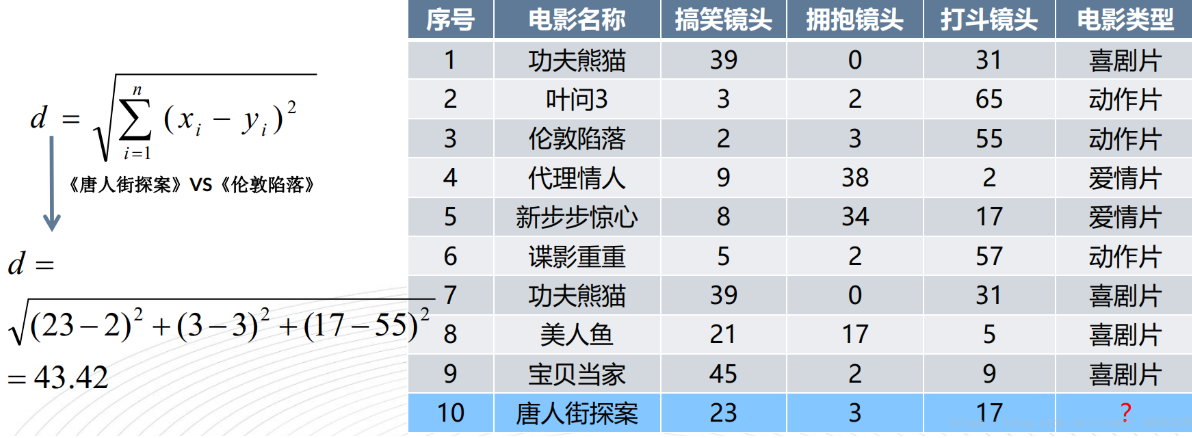 d = √∑ⁿᵢ₌₁ (xᵢ − yᵢ)²
《唐人街探案》VS《伦敦陷落》
d =
√(23−2)² + (3−3)² + (17−55)²
= 43.42
序号 电影名称 搞笑镜头 拥抱镜头 打斗镜头 电影类型
1 功夫熊猫 39 0 31 喜剧片
2 叶问3 3 2 65 动作片
3 伦敦陷落 2 3 55 动作片
4 代理情人 9 38 2 爱情片
5 新步步惊心 8 34 17 爱情片
6 谍影重重 5 2 57 动作片
7 功夫熊猫 39 0 31 喜剧片
8 美人鱼 21 17 5 喜剧片
9 宝贝当家 45 2 9 喜剧片
10 唐人街探案 23 3 17 ?